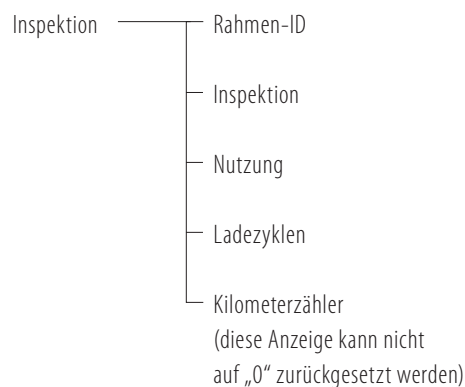 Inspektion
Rahmen-ID
Inspektion
Nutzung
Ladezyklen
Kilometerzähler
(diese Anzeige kann nicht
auf „0“ zurückgesetzt werden)